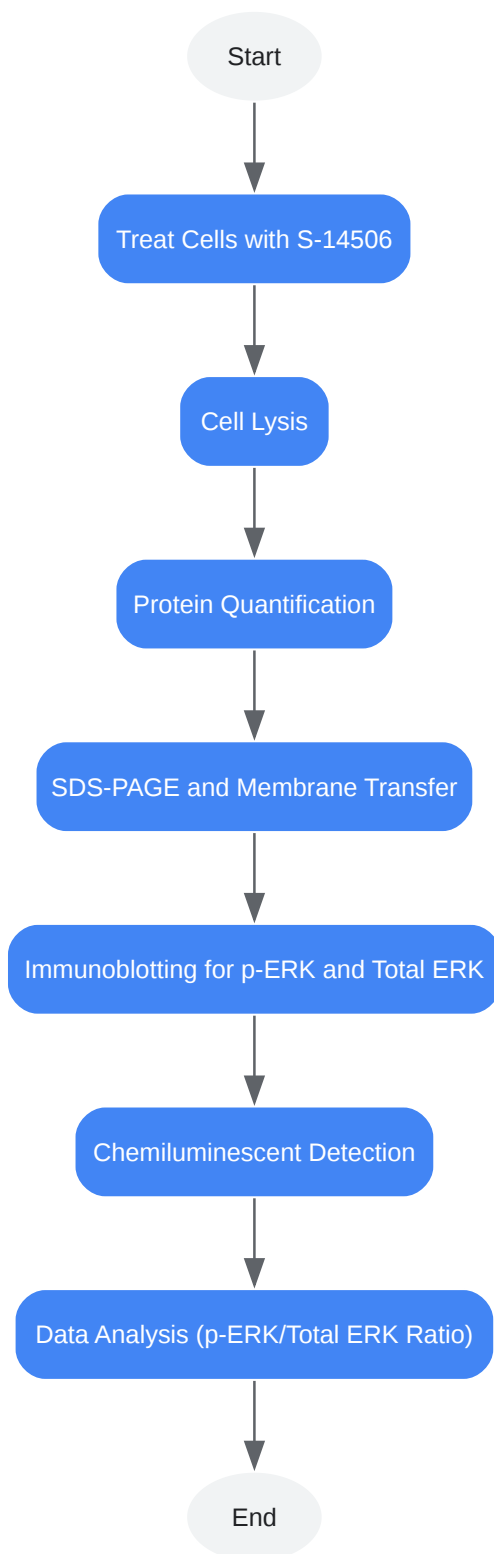 Start
Treat Cells with S-14506
Cell Lysis
Protein Quantification
SDS-PAGE and Membrane Transfer
Immunoblotting for p-ERK and Total ERK
Chemiluminescent Detection
Data Analysis (p-ERK/Total ERK Ratio)
End